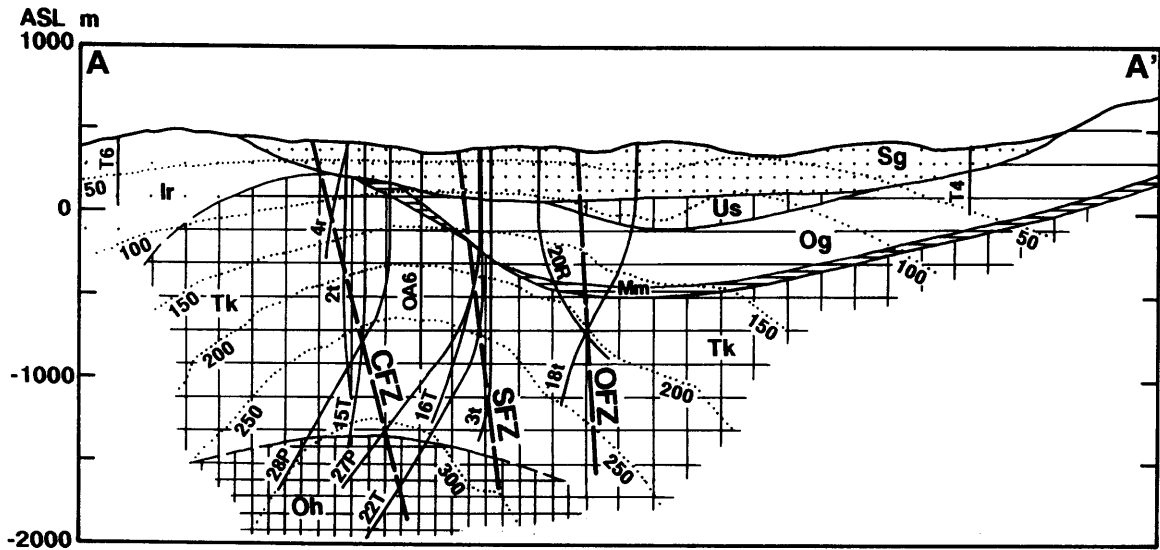 ASL m
1000
A
A'
T6
Sg
50
Ir
T4
0
Us
4r
Og
50
100
20R
100
2t
OA6
Mm
150
Tk
150
200
Tk
-1000
CFZ
SFZ
18t
OFZ
200
250
15T
16T
3t
28P
27P
300
250
Oh
22T
-2000